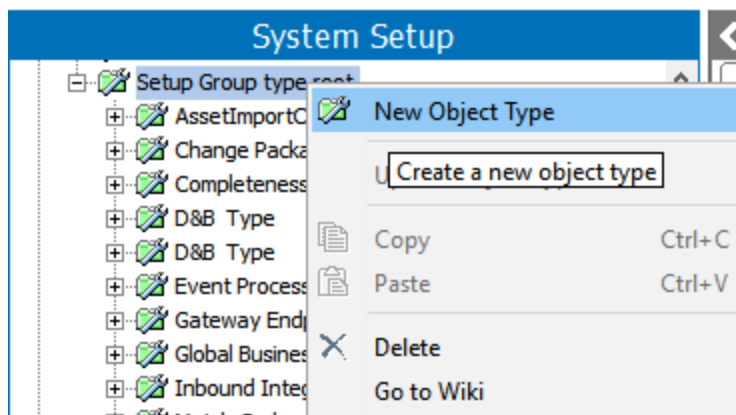 System Setup
Setup Group type root
AssetImportC
New Object Type
Change Packa
Create a new object type
Completeness
D&B Type
Copy Ctrl+C
D&B Type
Event Process
Paste Ctrl+V
Gateway End
Global Busines
Delete
Inbound Integ
Go to Wiki